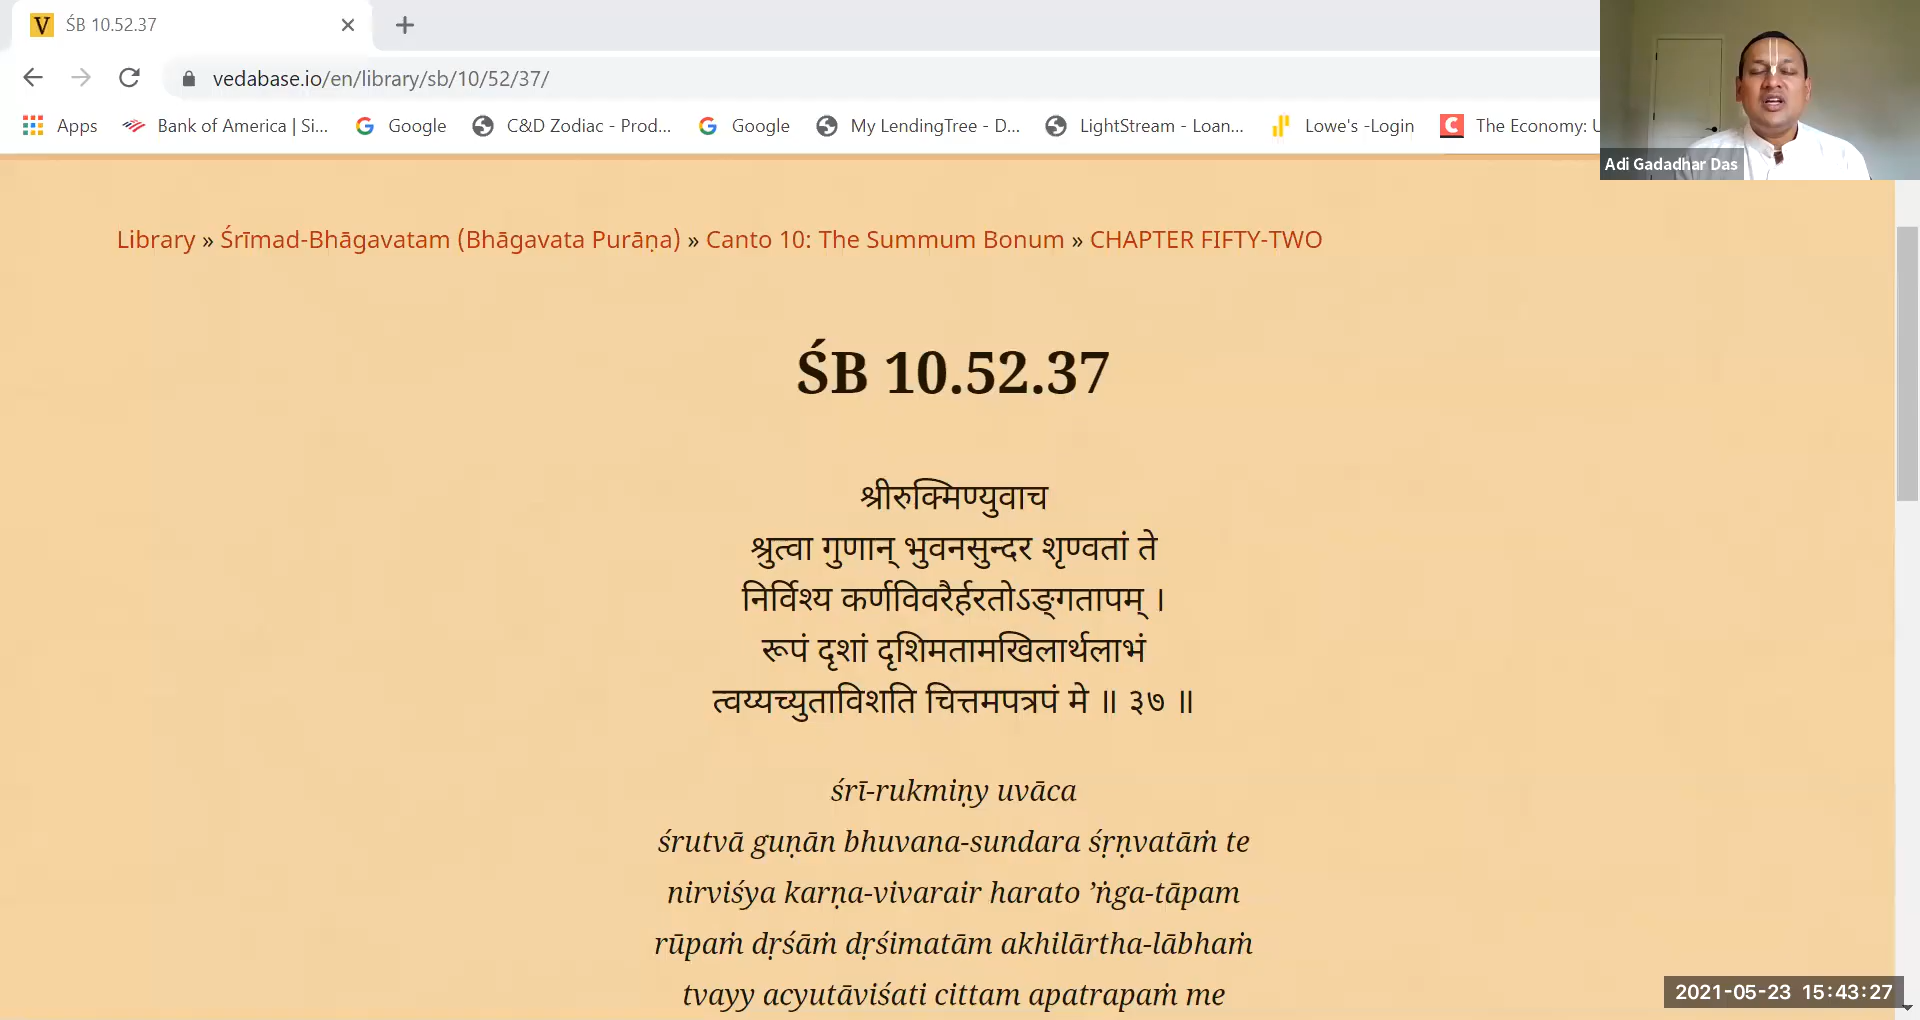 V ŚB 10.52.37
vedabase.io/en/library/sb/10/52/37/
Apps Bank of America | Si... Google C&D Zodiac - Prod... Google My LendingTree - D... LightStream - Loan... Lowe's -Login C The Economy: U
Adi Gadadhar Das
Library » Śrīmad-Bhāgavatam (Bhāgavata Purāṇa) » Canto 10: The Summum Bonum » CHAPTER FIFTY-TWO
ŚB 10.52.37
श्रीरुक्‍मिण्युवाच
श्रुत्वा गुणान् भुवनसुन्दर श‍ृण्वतां ते
निर्विश्य कर्णविवरैर्हरतोऽङ्गतापम् ।
रूपं द‍ृशां द‍ृशिमतामखिलार्थलाभं
त्वय्यच्युताविशति चित्तमपत्रपं मे ॥ ३७ ॥
śrī-rukmiṇy uvāca
śrutvā guṇān bhuvana-sundara śṛṇvatāṁ te
nirviśya karṇa-vivarair harato ’ṅga-tāpam
rūpaṁ dṛśāṁ dṛśimatām akhilārtha-lābhaṁ
tvayy acyutāviśati cittam apatrapaṁ me
2021-05-23 15:43:27